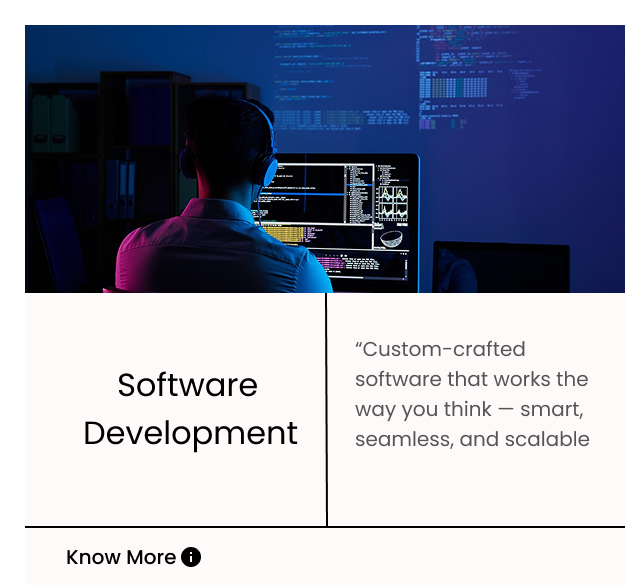 Software
Development
“Custom-crafted
software that works the
way you think — smart,
seamless, and scalable
Know More